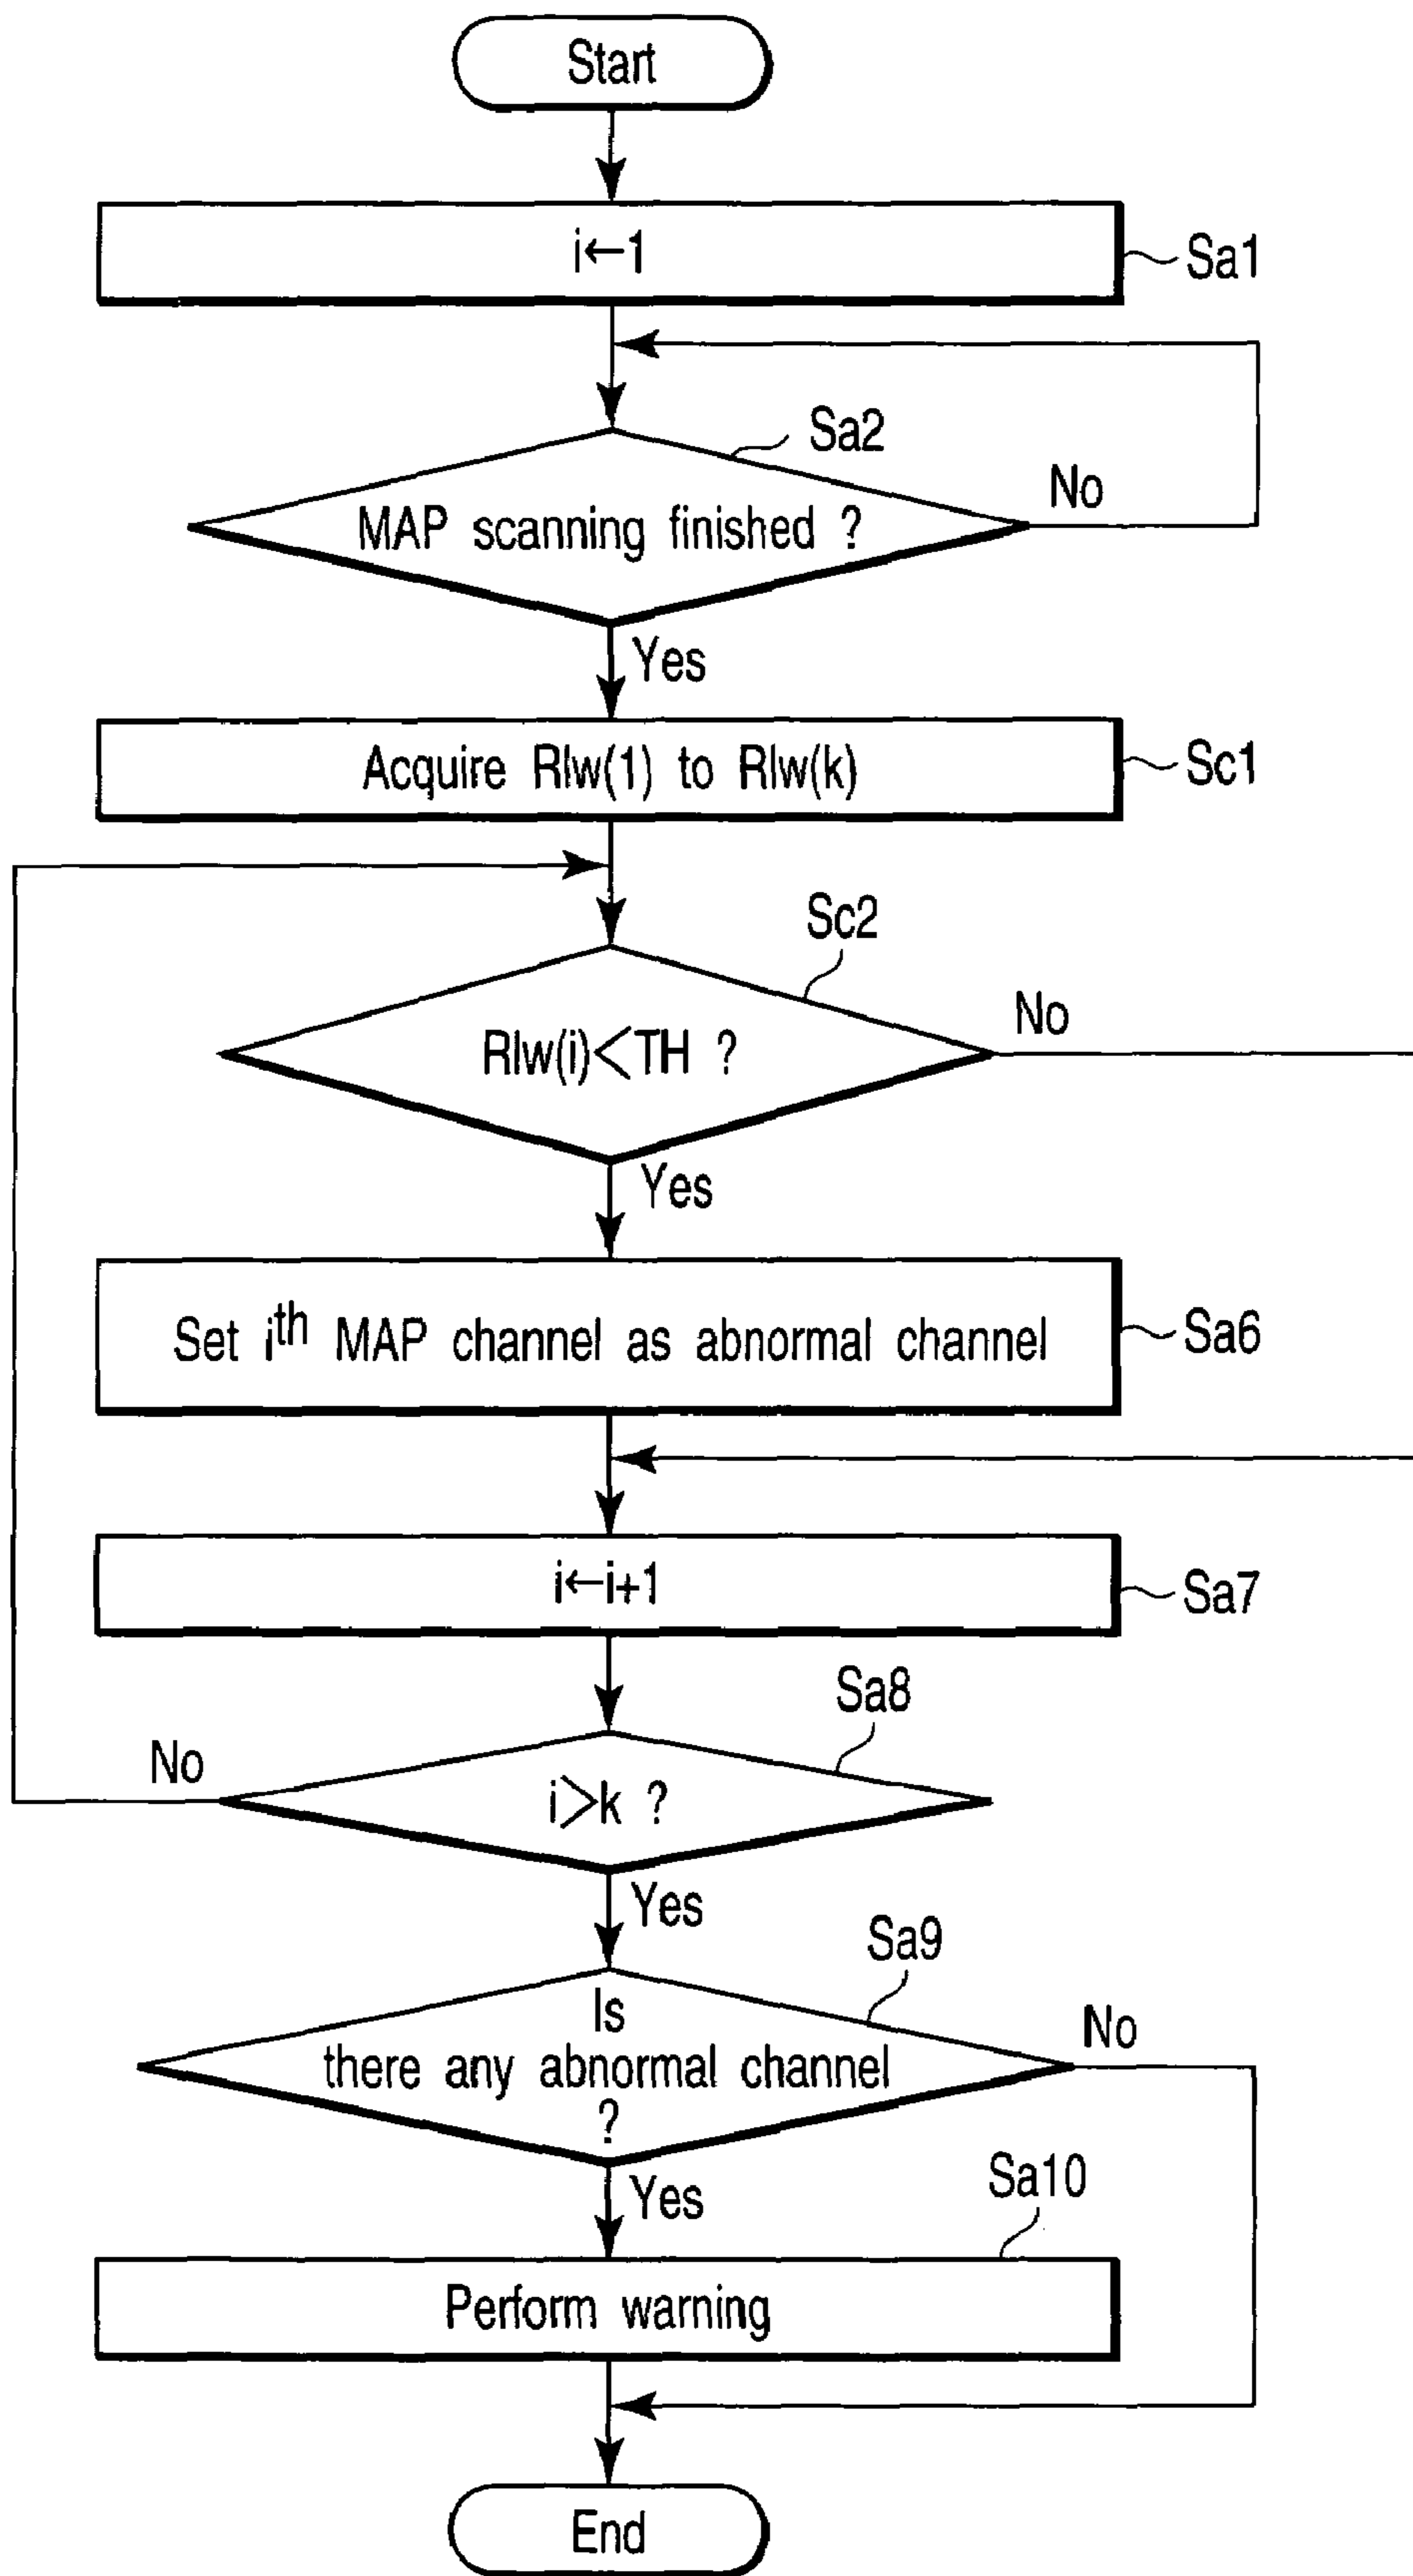 Start
i←1
Sa1
Sa2
No
MAP scanning finished ?
Yes
Acquire Rlw(1) to Rlw(k)
Sc1
Sc2
No
Rlw(i)<TH ?
Yes
Set ith MAP channel as abnormal channel
Sa6
i←i+1
Sa7
Sa8
No
i>k ?
Yes
Sa9
Is
No
there any abnormal channel
?
Yes
Sa10
Perform warning
End